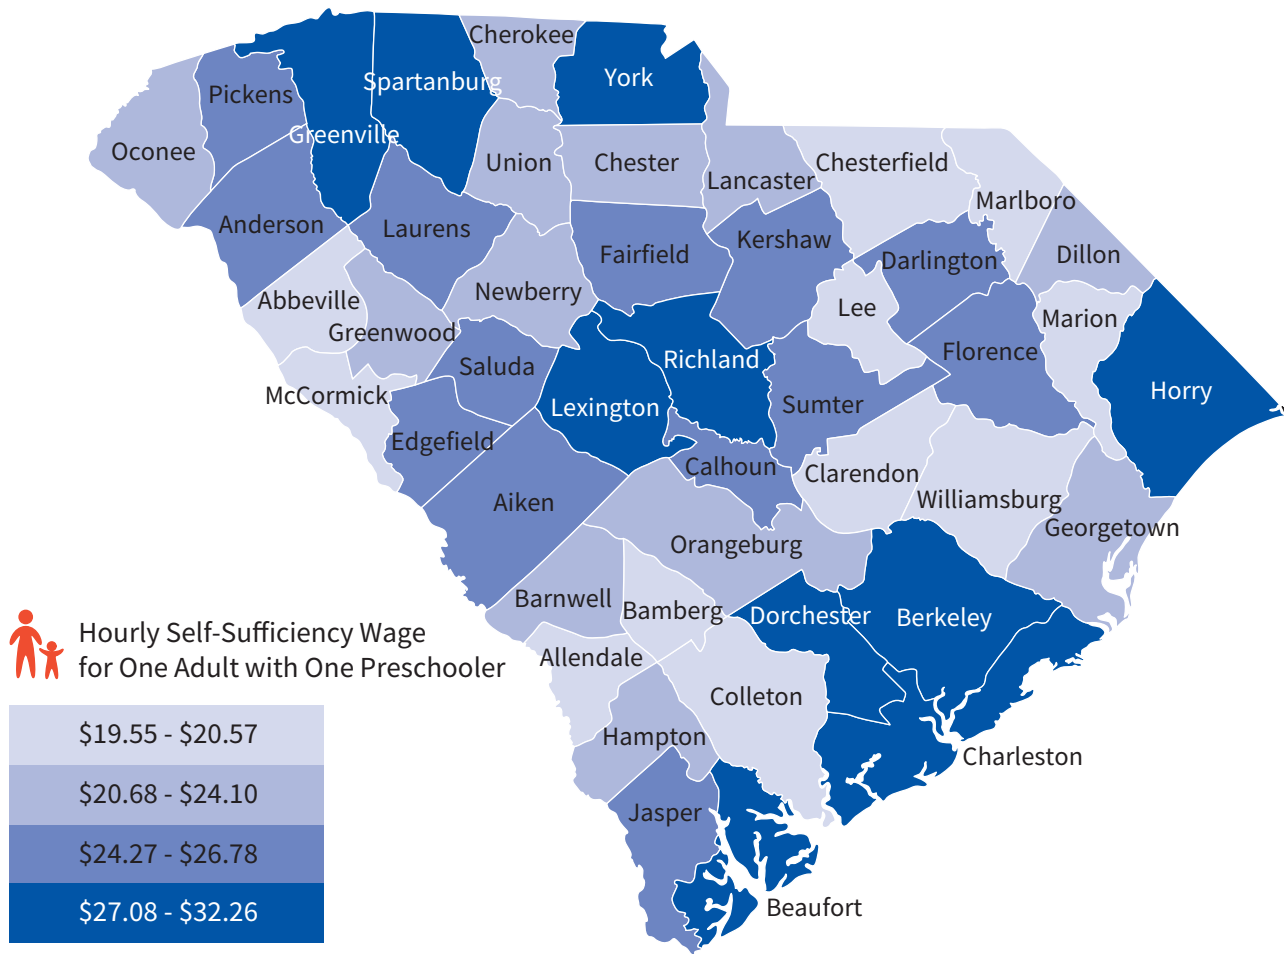 Cherokee
York
Spartanburg
Pickens
Greenville
Oconee
Union
Chester
Lancaster
Chesterfield
Marlboro
Anderson
Laurens
Fairfield
Kershaw
Darlington
Dillon
Abbeville
Greenwood
Newberry
Lee
Marion
Saluda
Richland
Florence
Horry
McCormick
Lexington
Sumter
Edgefield
Calhoun
Clarendon
Aiken
Williamsburg
Georgetown
Orangeburg
Barnwell
Bamberg
Dorchester
Berkeley
Allendale
Colleton
Hampton
Charleston
Jasper
Beaufort
Hourly Self-Sufficiency Wage
for One Adult with One Preschooler
$19.55 - $20.57
$20.68 - $24.10
$24.27 - $26.78
$27.08 - $32.26